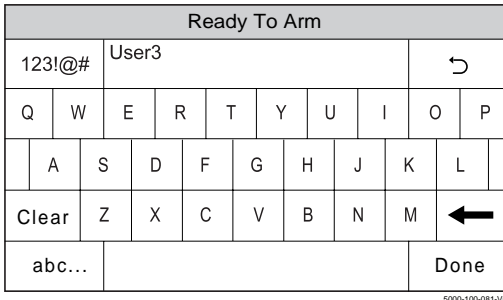 Ready To Arm
123!@# User3
Q W E R T Y U I O P
A S D F G H J K L
Clear Z X C V B N M
abc... Done